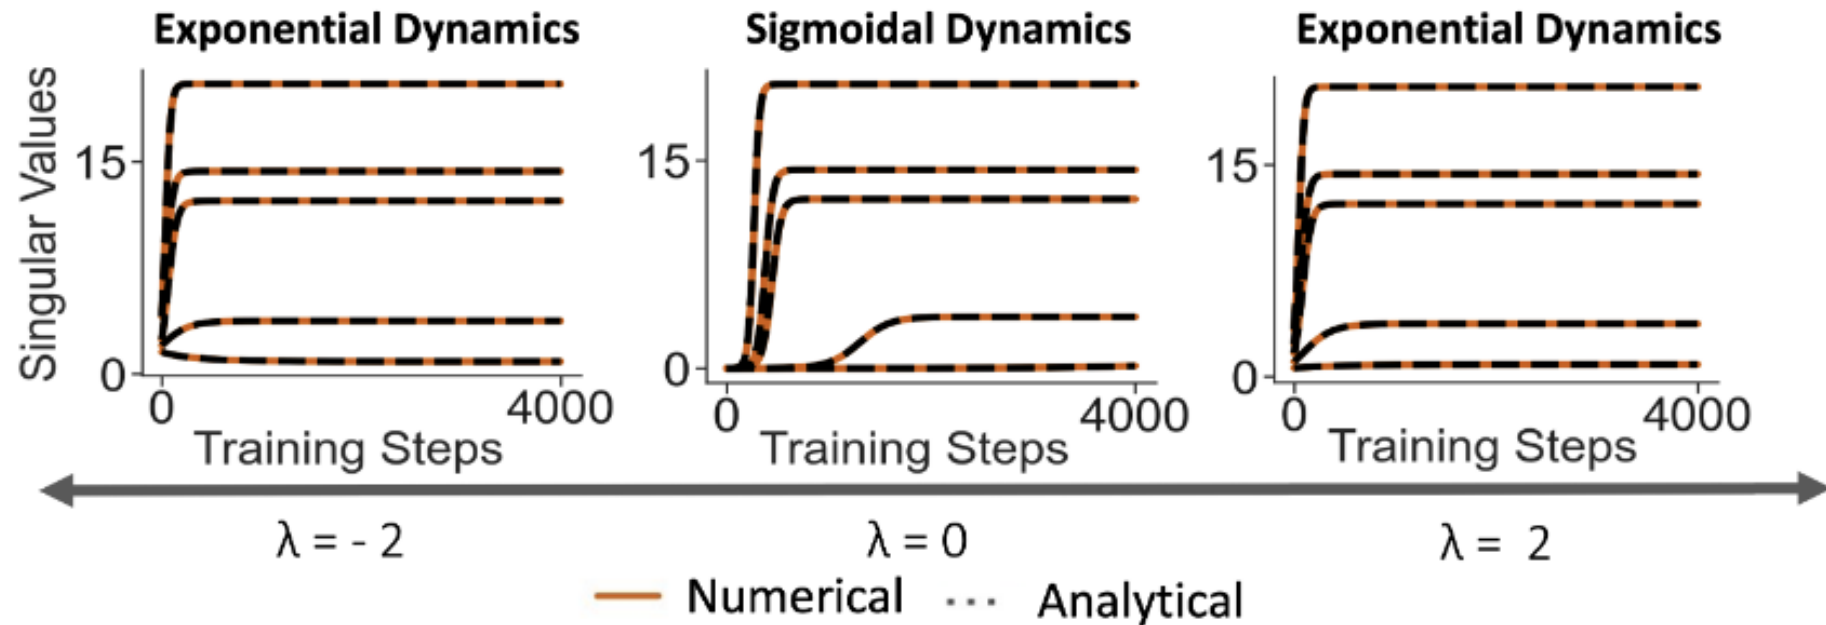 Exponential Dynamics
Sigmoidal Dynamics
Exponential Dynamics
Singular Values
15
0
0
4000
Training Steps
15
0
0
4000
Training Steps
15
0
0
4000
Training Steps
λ = - 2
λ = 0
λ = 2
Numerical
Analytical